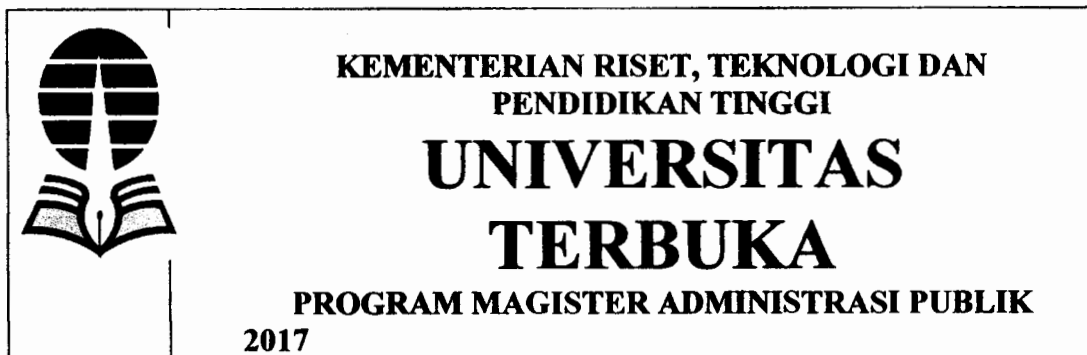 KEMENTERIAN RISET, TEKNOLOGI DAN
PENDIDIKAN TINGGI
UNIVERSITAS
TERBUKA
PROGRAM MAGISTER ADMINISTRASI PUBLIK
2017